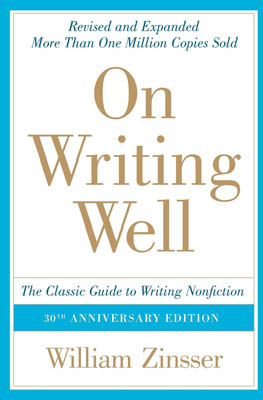 Revised and Expanded
More Than One Million Copies Sold
On
Writing
Well
The Classic Guide to Writing Nonfiction
30TH ANNIVERSARY EDITION
William Zinsser